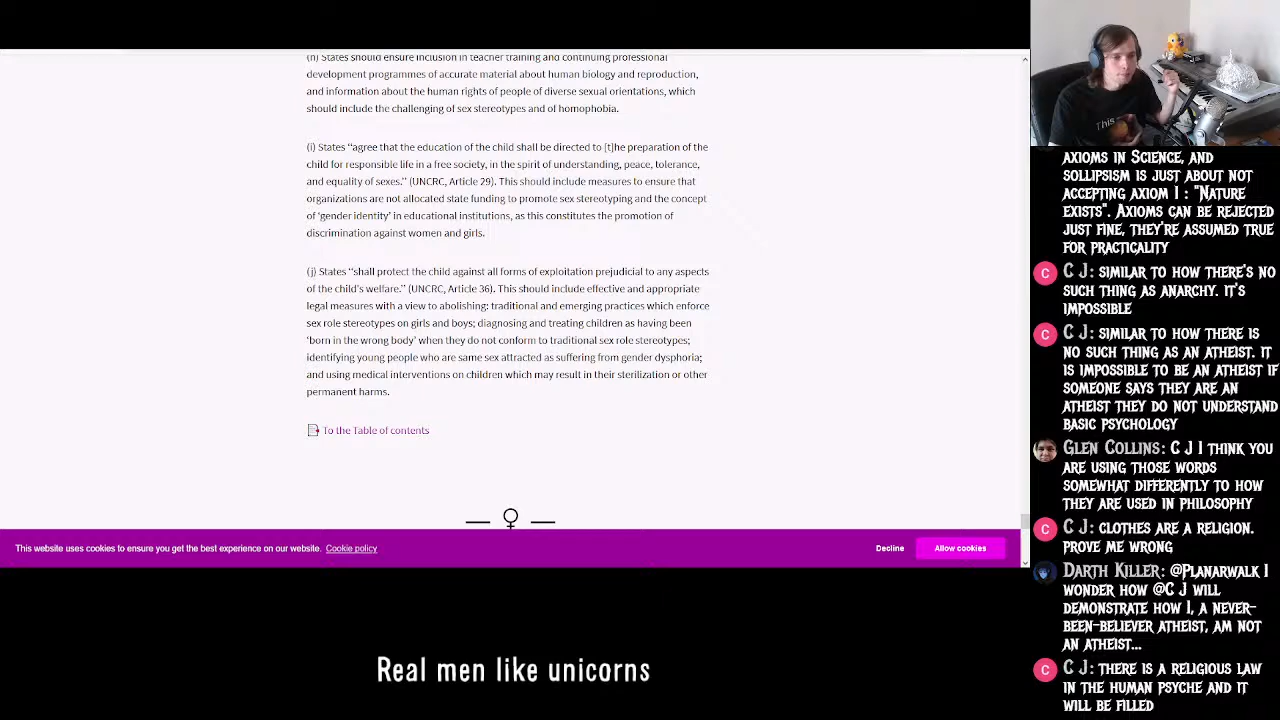 (h) States should ensure inclusion in teacher training and continuing professional
development programmes of accurate material about human biology and reproduction,
and information about the human rights of people of diverse sexual orientations, which
should include the challenging of sex stereotypes and of homophobia.
(i) States “agree that the education of the child shall be directed to [t]he preparation of the
child for responsible life in a free society, in the spirit of understanding, peace, tolerance,
and equality of sexes.” (UNCRC, Article 29). This should include measures to ensure that
organizations are not allocated state funding to promote sex stereotyping and the concept
of ‘gender identity’ in educational institutions, as this constitutes the promotion of
discrimination against women and girls.
(j) States “shall protect the child against all forms of exploitation prejudicial to any aspects
of the child’s welfare.” (UNCRC, Article 36). This should include effective and appropriate
legal measures with a view to abolishing: traditional and emerging practices which enforce
sex role stereotypes on girls and boys; diagnosing and treating children as having been
‘born in the wrong body’ when they do not conform to traditional sex role stereotypes;
identifying young people who are same sex attracted as suffering from gender dysphoria;
and using medical interventions on children which may result in their sterilization or other
permanent harms.
To the Table of contents
This website uses cookies to ensure you get the best experience on our website. Cookie policy
Decline
Allow cookies
Real men like unicorns
This
AXIOMS IN SCIENCE, AND
SOLLIPSISM IS JUST ABOUT NOT
ACCEPTING AXIOM 1 : "NATURE
EXISTS". AXIOMS CAN BE REJECTED
JUST FINE, THEY'RE ASSUMED TRUE
FOR PRACTICALITY
C
C J: SIMILAR TO HOW THERE'S NO
SUCH THING AS ANARCHY. IT'S
IMPOSSIBLE
C
C J: SIMILAR TO HOW THERE IS
NO SUCH THING AS AN ATHEIST. IT
IS IMPOSSIBLE TO BE AN ATHEIST IF
SOMEONE SAYS THEY ARE AN
ATHEIST THEY DO NOT UNDERSTAND
BASIC PSYCHOLOGY
GLEN COLLINS: C J I THINK YOU
ARE USING THOSE WORDS
SOMEWHAT DIFFERENTLY TO HOW
THEY ARE USED IN PHILOSOPHY
C
C J: CLOTHES ARE A RELIGION.
PROVE ME WRONG
DARTH KILLER: @PLANARWALK I
WONDER HOW @C J WILL
DEMONSTRATE HOW I, A NEVER-
BEEN-BELIEVER ATHEIST, AM NOT
AN ATHEIST...
C
C J: THERE IS A RELIGIOUS LAW
IN THE HUMAN PSYCHE AND IT
WILL BE FILLED